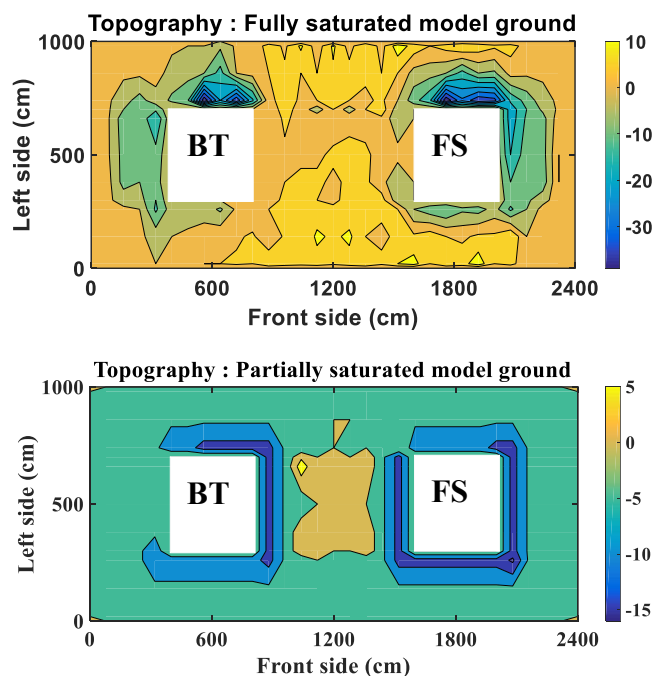 Topography : Fully saturated model ground
1000
500
0
Left side (cm)
BT
FS
0 600 1200 1800 2400
Front side (cm)
10
0
-10
-20
-30
Topography : Partially saturated model ground
1000
500
0
Left side (cm)
BT
FS
0 600 1200 1800 2400
Front side (cm)
5
0
-5
-10
-15